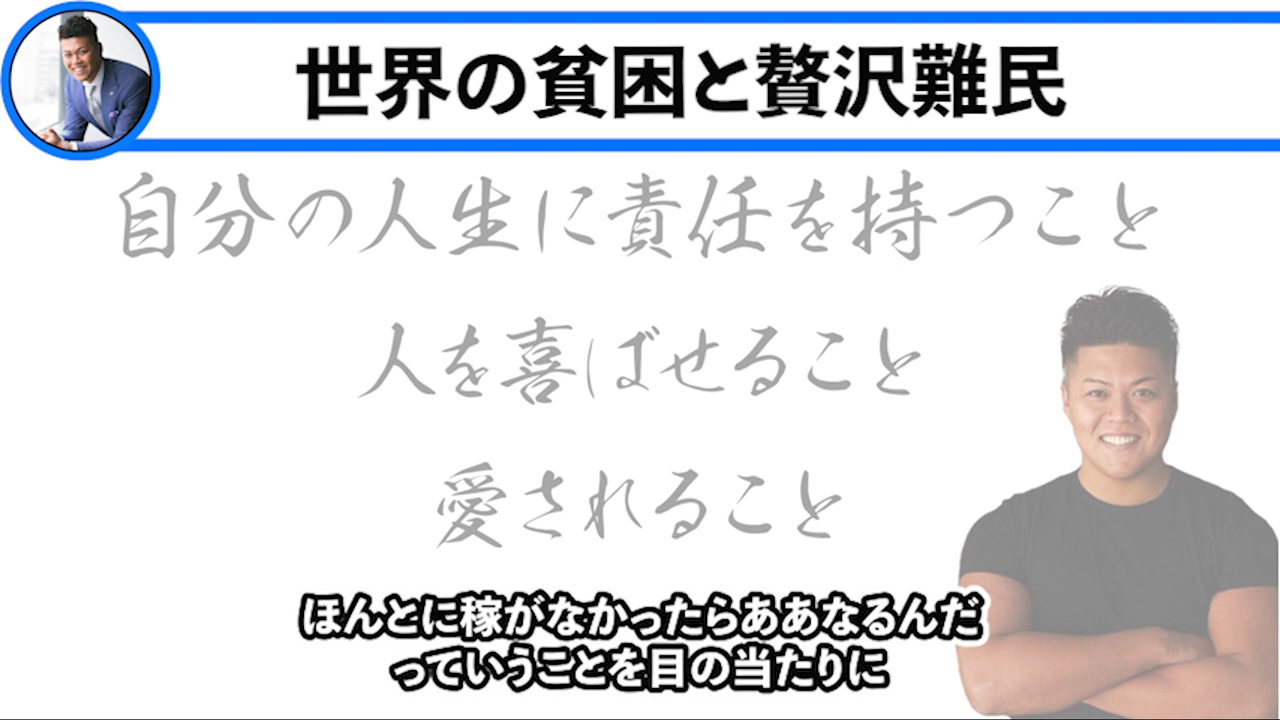 世界の貧困と贅沢難民
自分の人生に責任を持つこと
人を喜ばせること
愛されること
ほんとに稼がなかったらああなるんだ
っていうことを目の当たりに